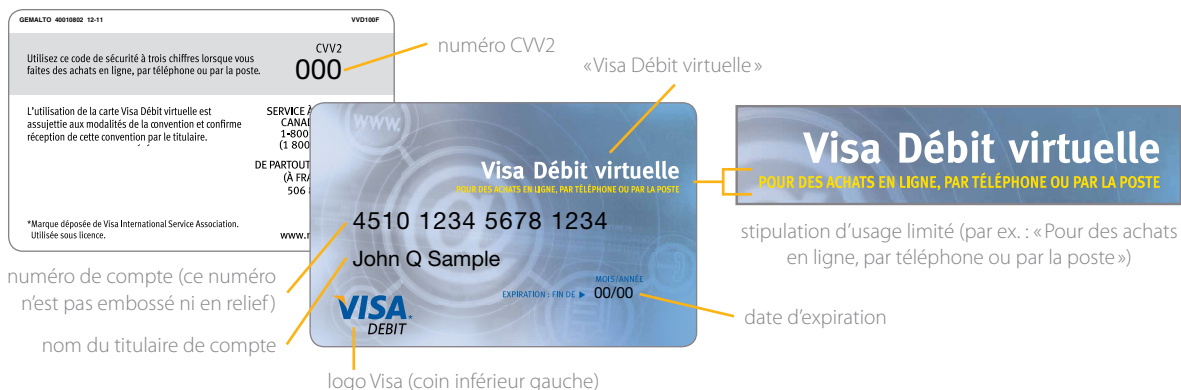 GEMALTO 40010802 12-11
VVD100F
Utilisez ce code de sécurité à trois chiffres lorsque vous
faites des achats en ligne, par téléphone ou par la poste.
CVV2
000
L'utilisation de la carte Visa Débit virtuelle est
assujettie aux modalités de la convention et confirme
réception de cette convention par le titulaire.
SERVICE À
1•800
(1 800
DE PARTOUT
(À FRA
506
*Marque déposée de Visa International Service Association.
Utilisée sous licence.
numéro CVV2
«Visa Débit virtuelle»
www.
Visa Débit virtuelle
POUR DES ACHATS EN LIGNE, PAR TÉLÉPHONE OU PAR LA POSTE
4510 1234 5678 1234
John Q Sample
MOIS/ANNÉE
EXPIRATION : FIN DE ▶ 00/00
VISA*
DEBIT
Visa Débit virtuelle
POUR DES ACHATS EN LIGNE, PAR TÉLÉPHONE OU PAR LA POSTE
stipulation d'usage limité (par ex. : «Pour des achats
en ligne, par téléphone ou par la poste»)
numéro de compte (ce numéro
n'est pas embossé ni en relief)
nom du titulaire de compte
date d'expiration
logo Visa (coin inférieur gauche)